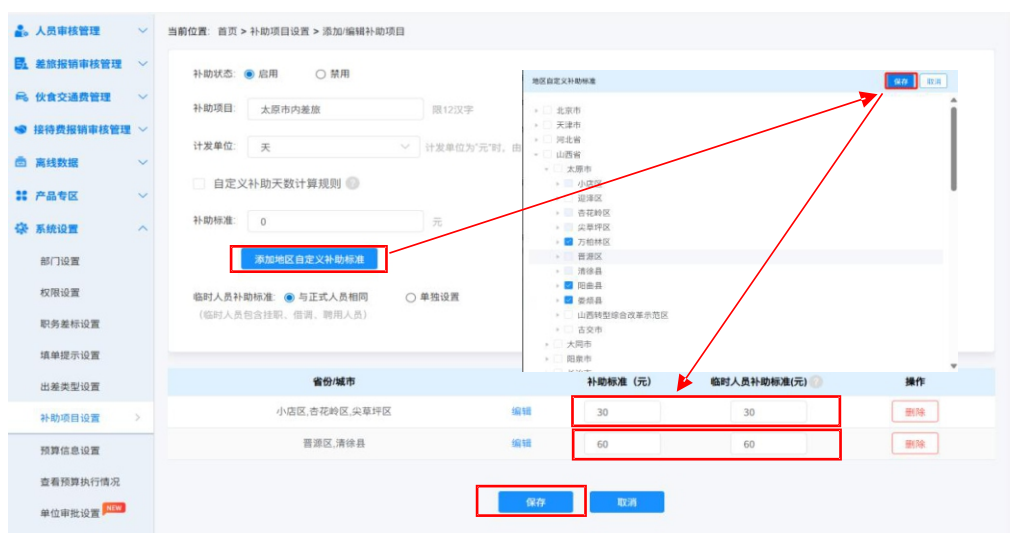 人员审核管理
差旅报销审核管理
伙食交通费管理
接待费报销审核管理
离线数据
产品专区
系统设置
部门设置
权限设置
职务差标设置
填单提示设置
出差类型设置
补助项目设置
预算信息设置
查看预算执行情况
单位审批设置 NEW
当前位置: 首页 > 补助项目设置 > 添加/编辑补助项目
补助状态: 启用 禁用
补助项目: 太原市内差旅 限12汉字
计发单位: 天 计发单位为"元"时、由
自定义补助天数计算规则
补助标准: 0 元
添加地区自定义补助标准
临时人员补助标准: 与正式人员相同 单独设置
(临时人员包含挂职、借调、聘用人员)
地区自定义补助标准 保存 取消
北京市
天津市
河北省
山西省
太原市
小店区
迎泽区
杏花岭区
尖草坪区
万柏林区
晋源区
清徐县
阳曲县
娄烦县
山西转型综合改革示范区
古交市
大同市
阳泉市
省份/城市 补助标准(元) 临时人员补助标准(元) 操作
小店区,杏花岭区,尖草坪区 编辑 30 30 删除
晋源区,清徐县 编辑 60 60 删除
保存 取消